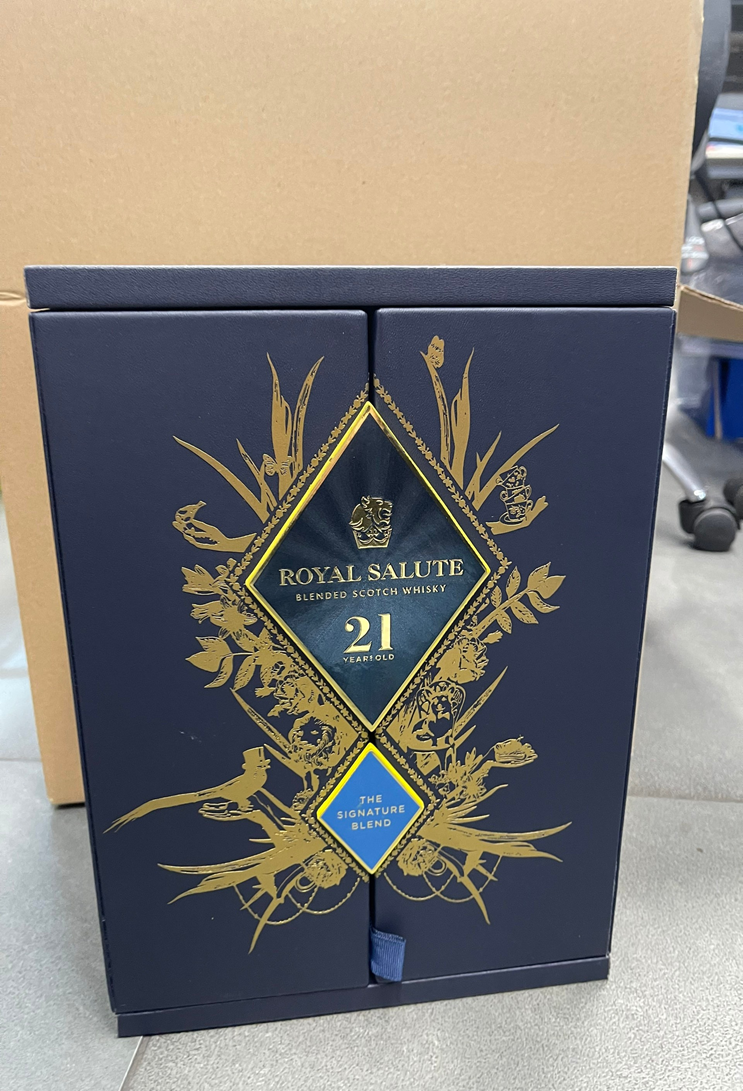 ROYAL SALUTE
BLENDED SCOTCH WHISKY
21
YEARS OLD
THE
SIGNATURE
BLEND